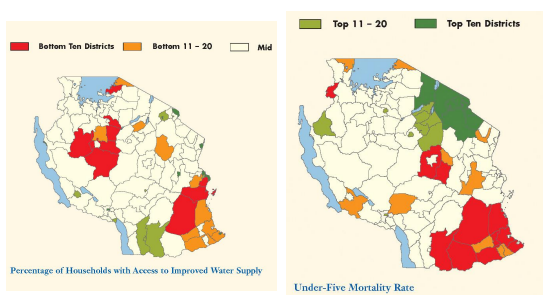 Bottom Ten Districts Bottom 11 – 20 Mid
Top 11 – 20 Top Ten Districts
Percentage of Households with Access to Improved Water Supply
Under-Five Mortality Rate